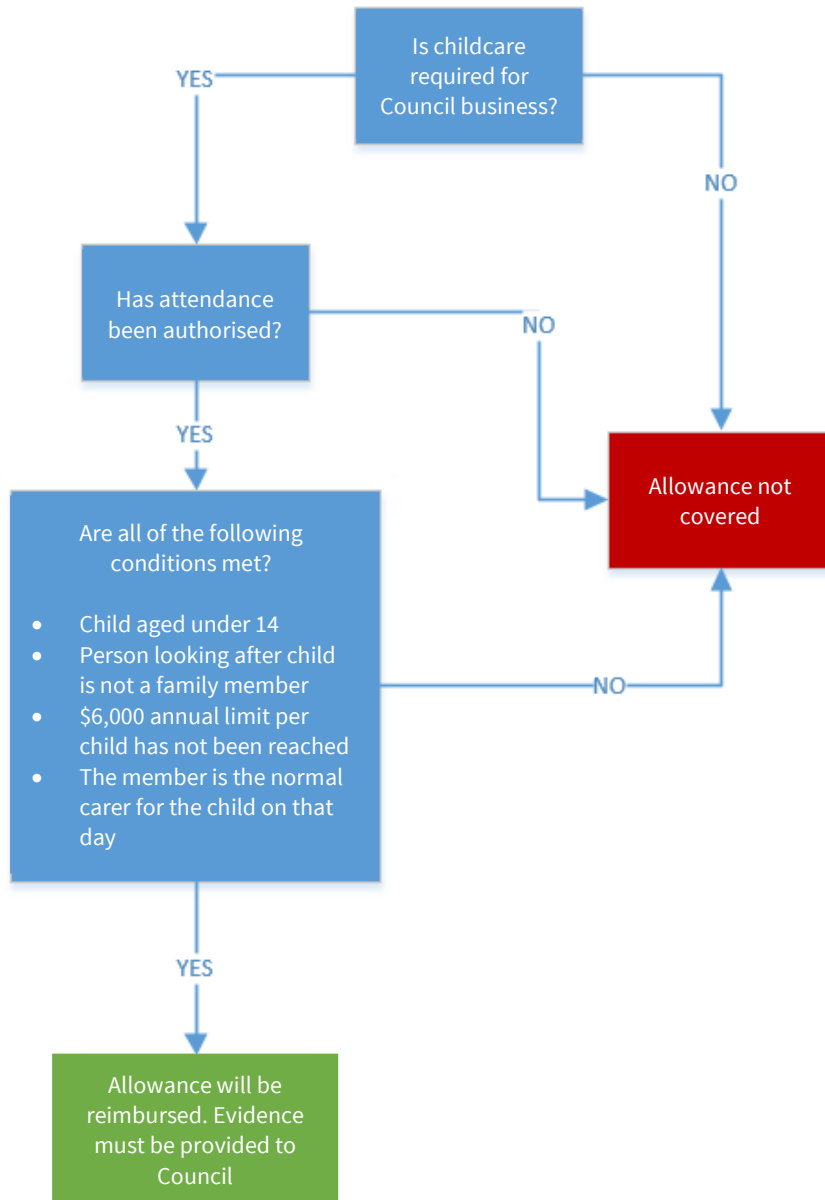 Is childcare
required for
Council business?
YES
NO
Has attendance
been authorised?
NO
YES
Allowance not
covered
Are all of the following
conditions met?
• Child aged under 14
• Person looking after child
is not a family member
• $6,000 annual limit per
child has not been reached
• The member is the normal
carer for the child on that
day
NO
YES
Allowance will be
reimbursed. Evidence
must be provided to
Council